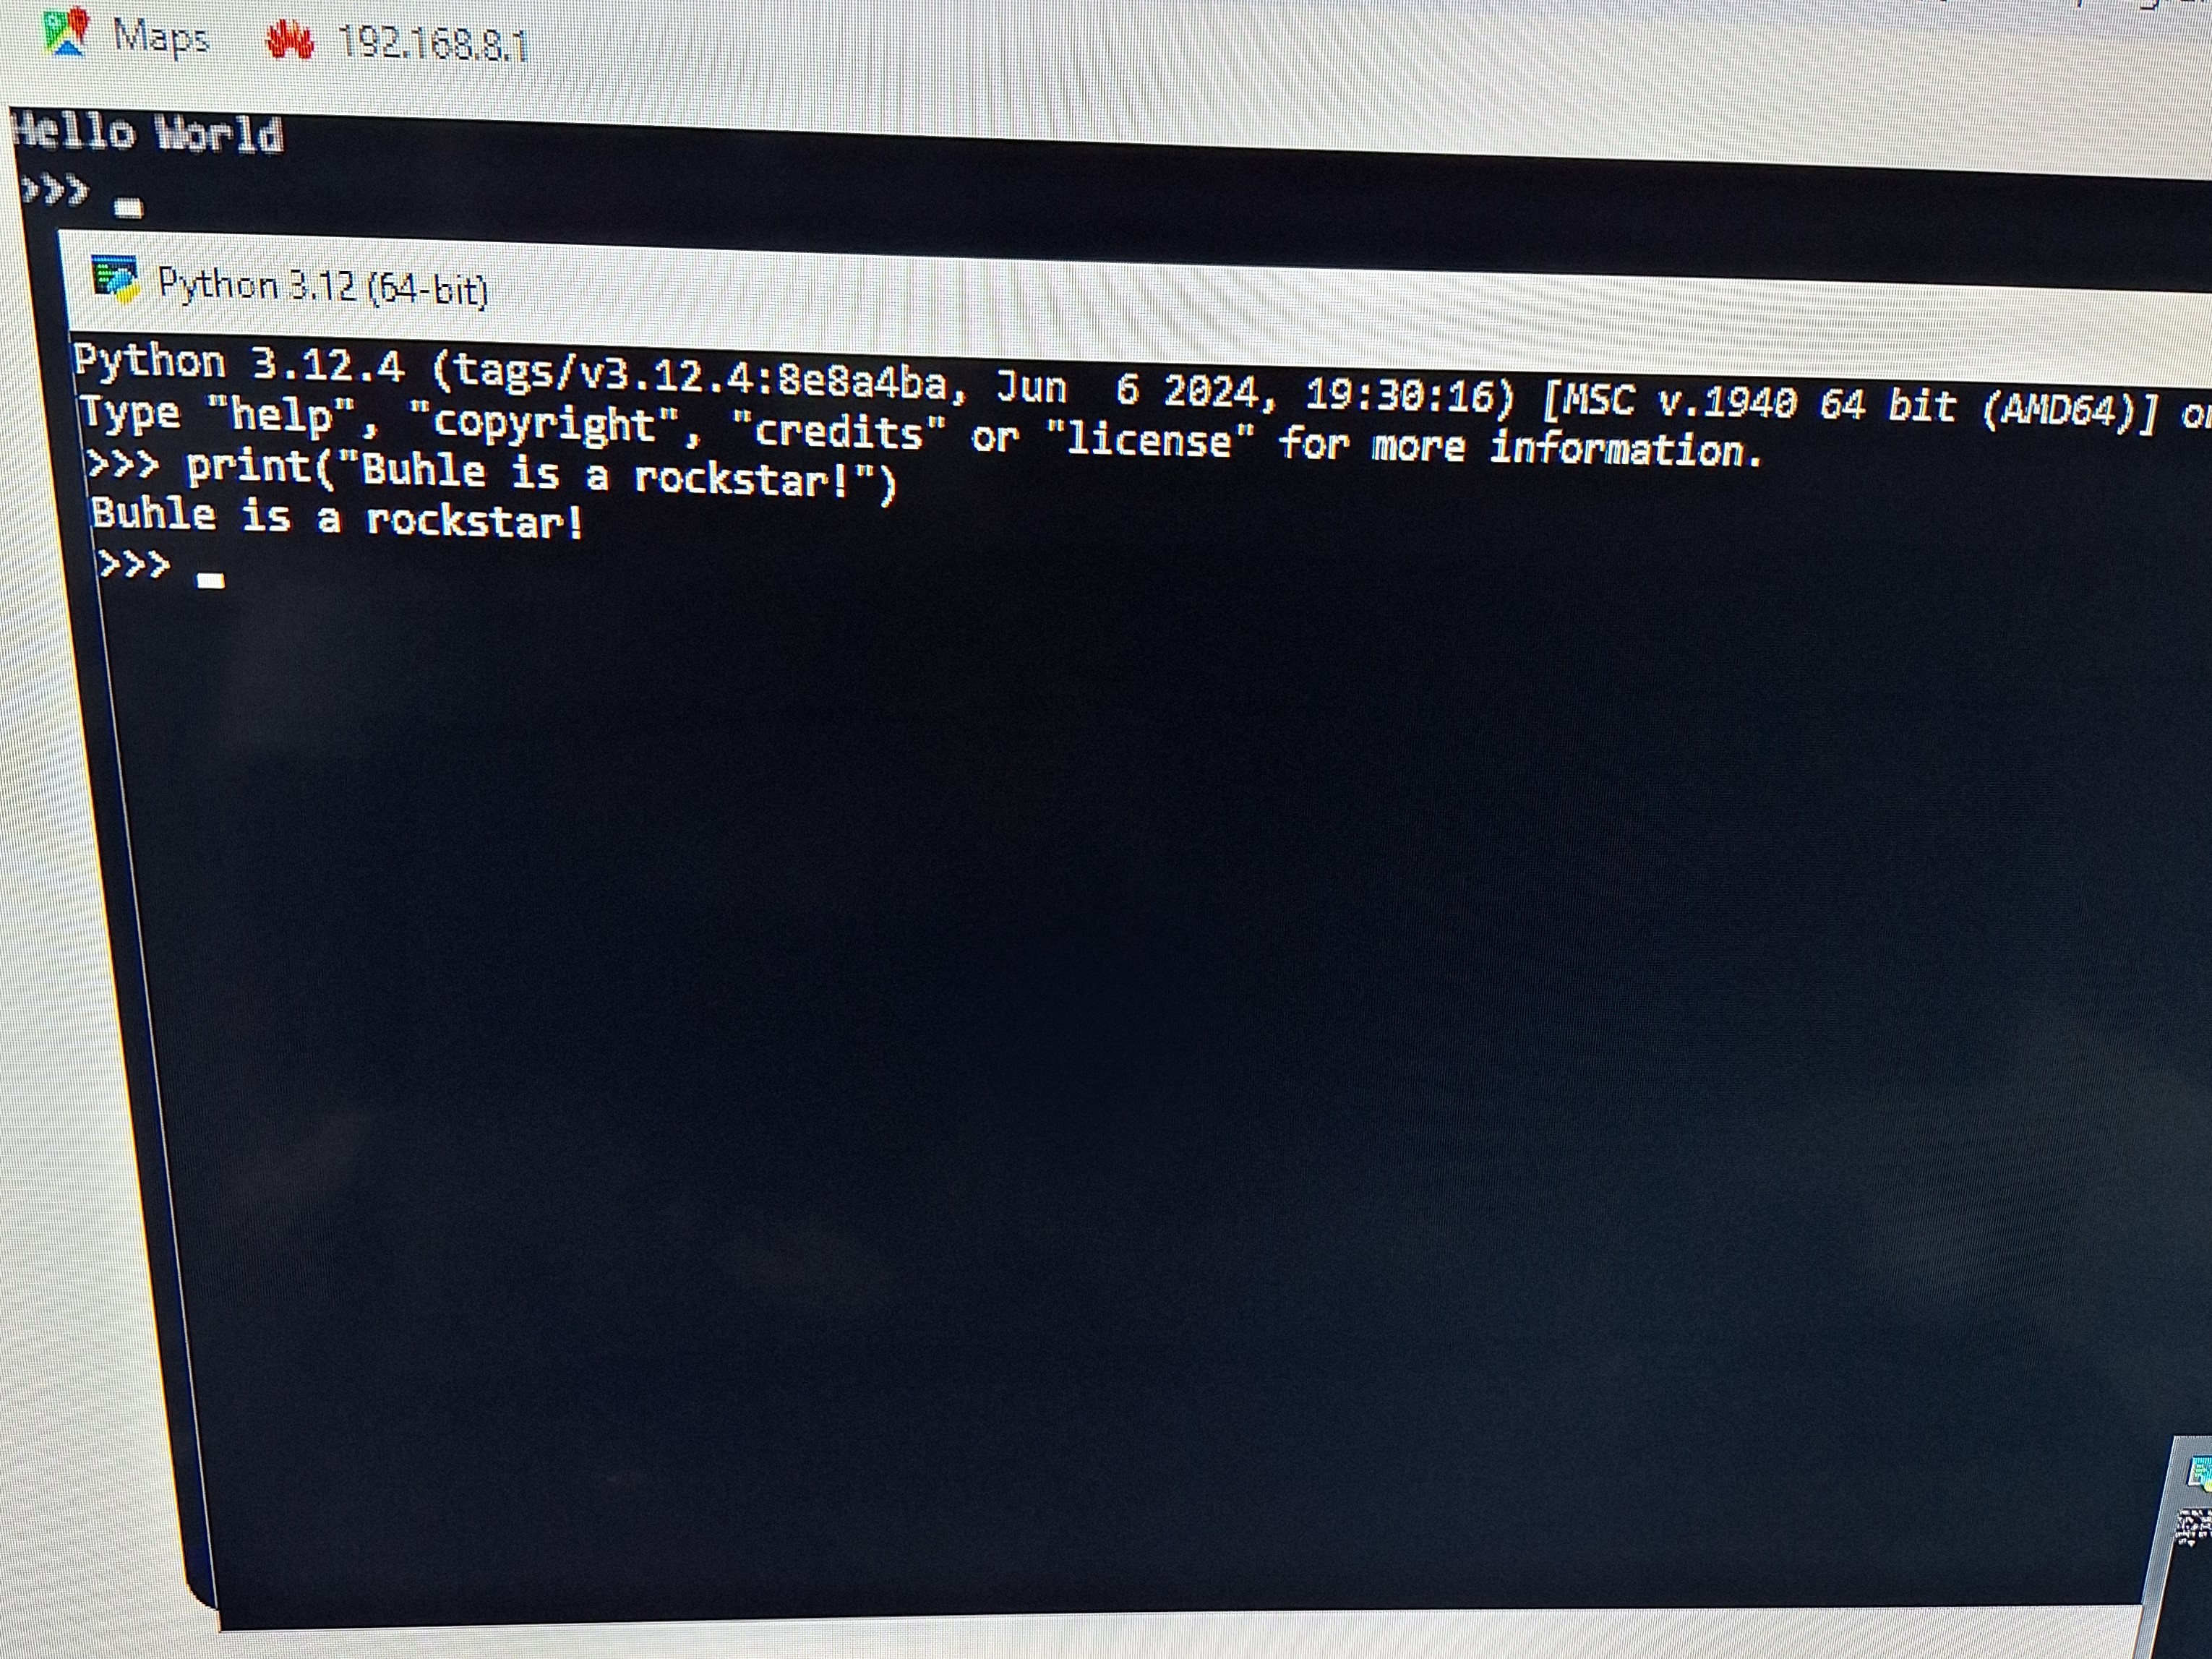 Maps 192.168.8.1
Hello World
>>>
Python 3.12 (64-bit)
Python 3.12.4 (tags/v3.12.4:8e8a4ba, Jun  6 2024, 19:30:16) [MSC v.1940 64 bit (AMD64)]
Type "help", "copyright", "credits" or "license" for more information.
>>> print("Buhle is a rockstar!")
Buhle is a rockstar!
>>>